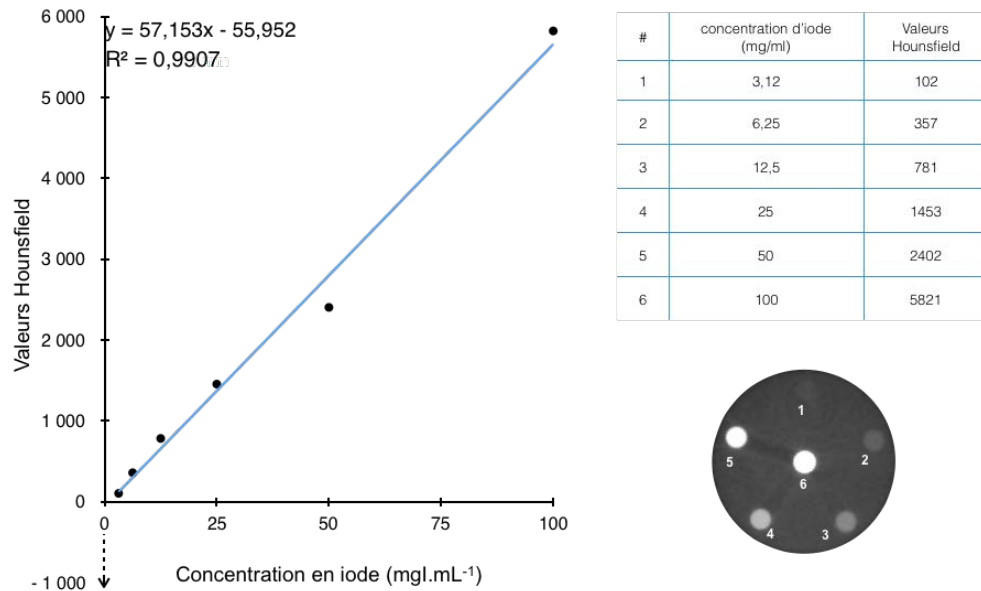 y = 57,153x - 55,952
R² = 0,9907
6 000
5 000
4 000
3 000
2 000
1 000
0
- 1 000
0 25 50 75 100
Valeurs Hounsfield
Concentration en iode (mgI.mL⁻¹)
# concentration d'iode (mg/ml) Valeurs Hounsfield
1 3,12 102
2 6,25 357
3 12,5 781
4 25 1453
5 50 2402
6 100 5821
1
5
2
6
4
3